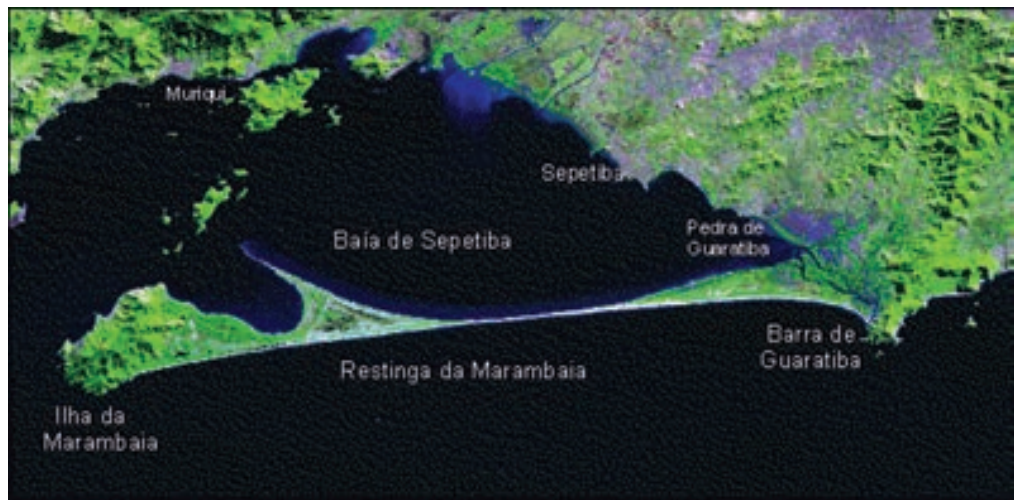 Muriqui
Sepetiba
Pedra de
Guaratiba
Baía de Sepetiba
Barra de
Guaratiba
Restinga da Marambaia
Ilha da
Marambaia